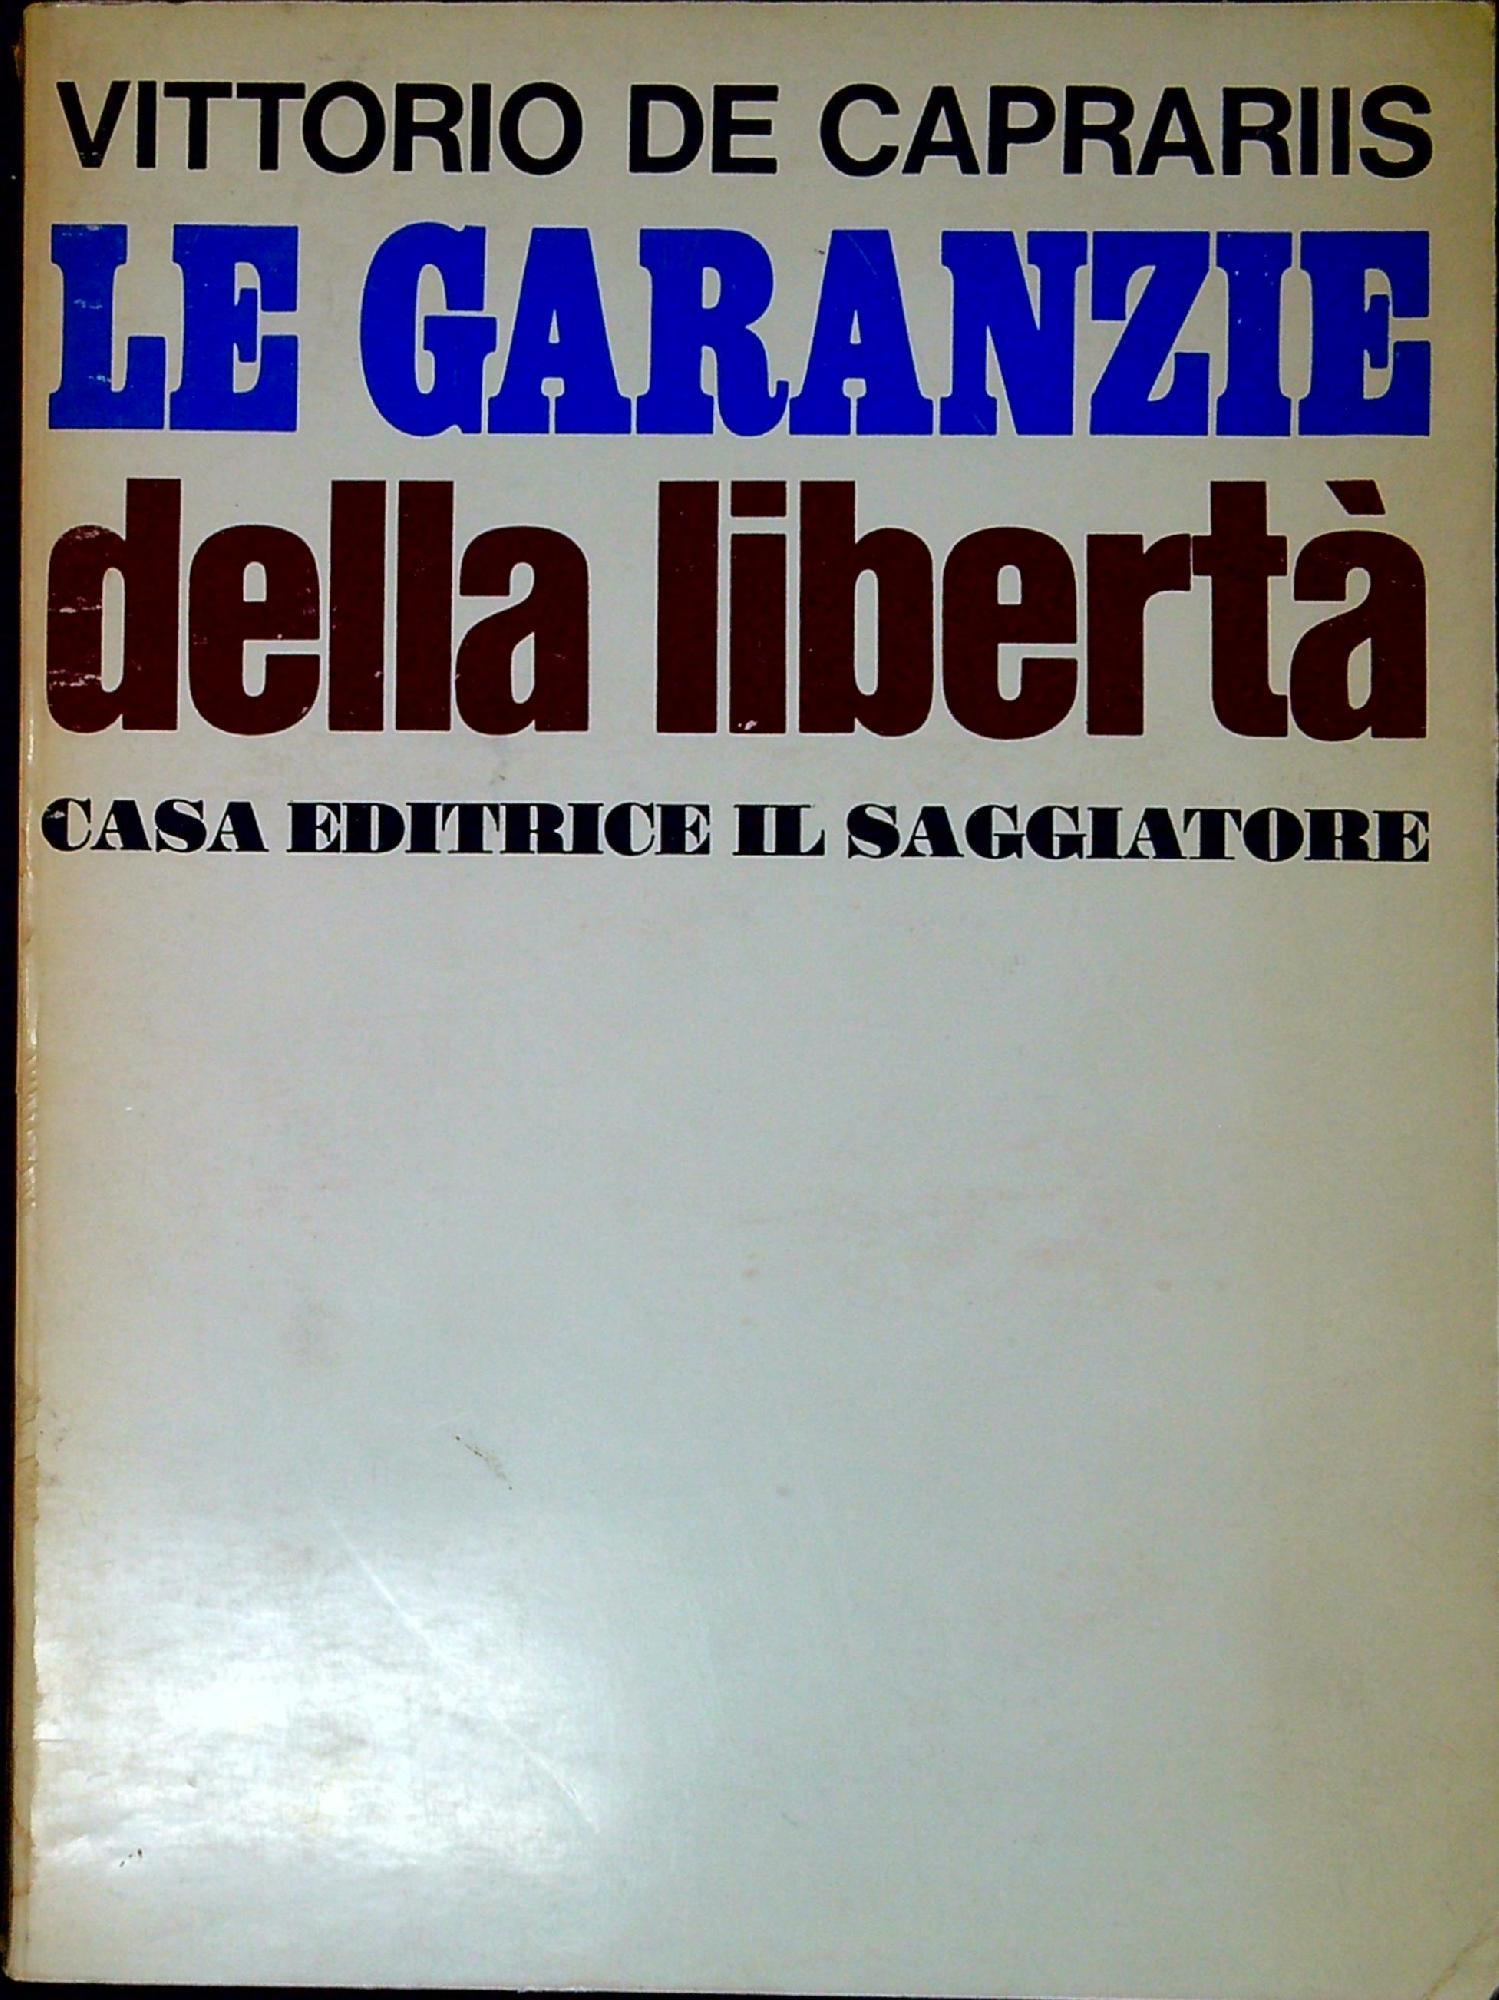 VITTORIO DE CAPRARIIS
LE GARANZIE
della libertà
CASA EDITRICE IL SAGGIATORE